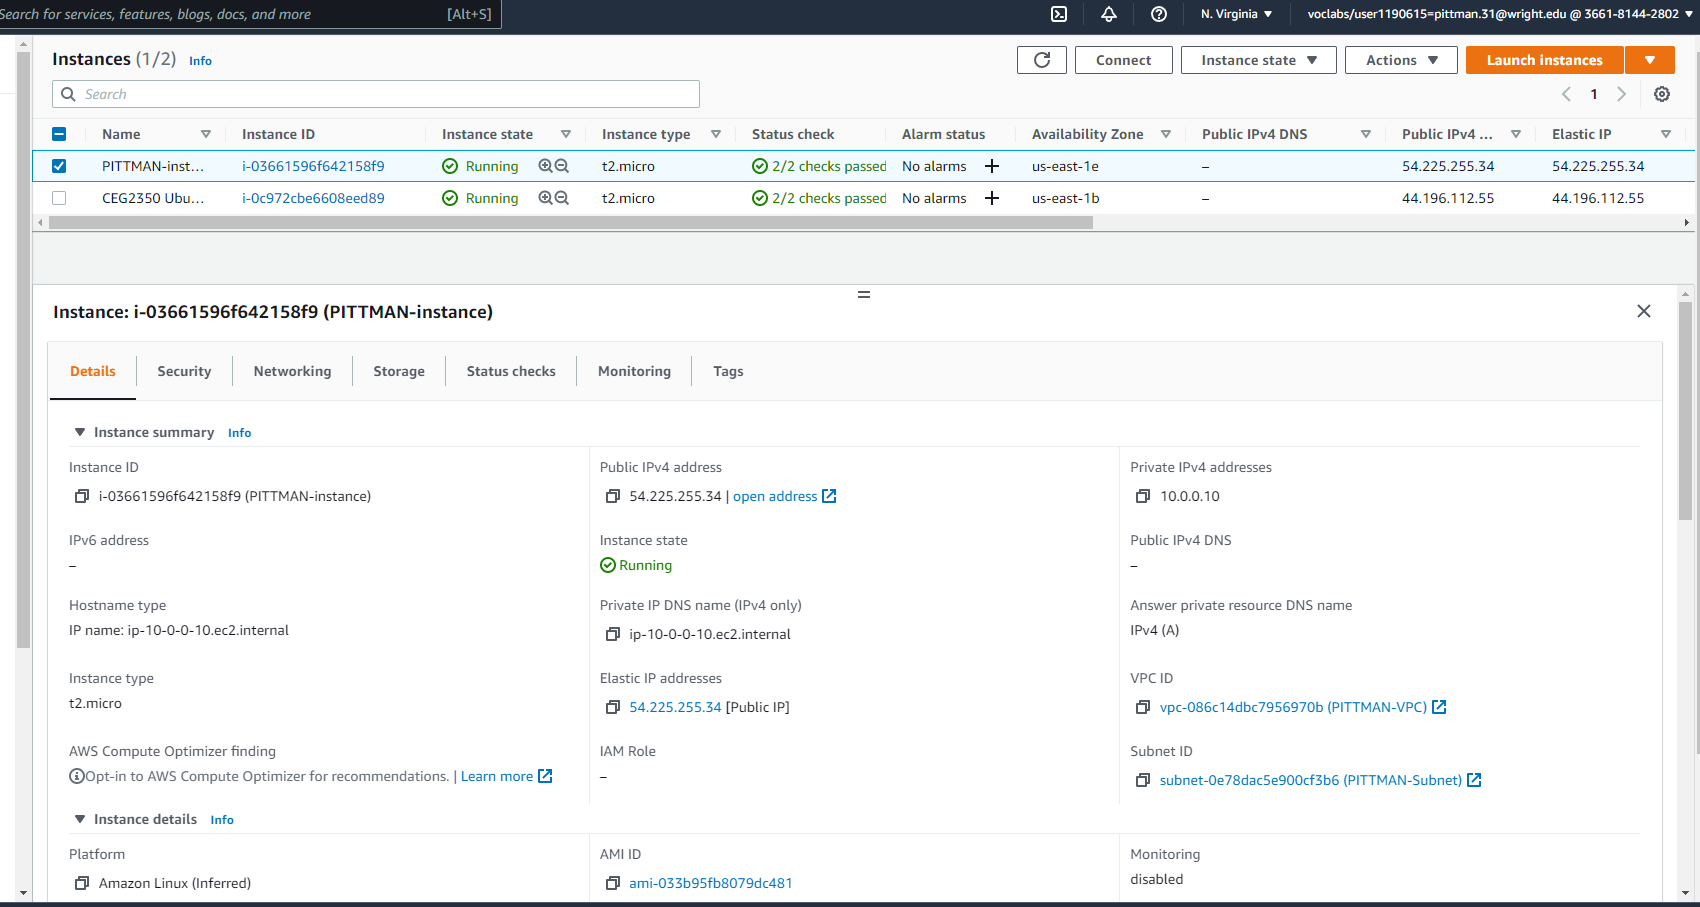 Search for services, features, blogs, docs, and more [Alt+S] N. Virginia ▼ voclabs/user1190615=pittman.31@wright.edu @ 3661-8144-2802 ▼
Instances (1/2) Info Connect Instance state ▼ Actions ▼ Launch instances ▼
Search 1
Name Instance ID Instance state Instance type Status check Alarm status Availability Zone Public IPv4 DNS Public IPv4 ... Elastic IP
PITTMAN-inst... i-03661596f642158f9 Running t2.micro 2/2 checks passed No alarms + us-east-1e – 54.225.255.34 54.225.255.34
CEG2350 Ubu... i-0c972cbe6608eed89 Running t2.micro 2/2 checks passed No alarms + us-east-1b – 44.196.112.55 44.196.112.55
Instance: i-03661596f642158f9 (PITTMAN-instance)
Details Security Networking Storage Status checks Monitoring Tags
▼ Instance summary Info
Instance ID Public IPv4 address Private IPv4 addresses
i-03661596f642158f9 (PITTMAN-instance) 54.225.255.34 | open address 10.0.0.10
IPv6 address Instance state Public IPv4 DNS
– Running –
Hostname type Private IP DNS name (IPv4 only) Answer private resource DNS name
IP name: ip-10-0-0-10.ec2.internal ip-10-0-0-10.ec2.internal IPv4 (A)
Instance type Elastic IP addresses VPC ID
t2.micro 54.225.255.34 [Public IP] vpc-086c14dbc7956970b (PITTMAN-VPC)
AWS Compute Optimizer finding IAM Role Subnet ID
Opt-in to AWS Compute Optimizer for recommendations. | Learn more – subnet-0e78dac5e900cf3b6 (PITTMAN-Subnet)
▼ Instance details Info
Platform AMI ID Monitoring
Amazon Linux (Inferred) ami-033b95fb8079dc481 disabled